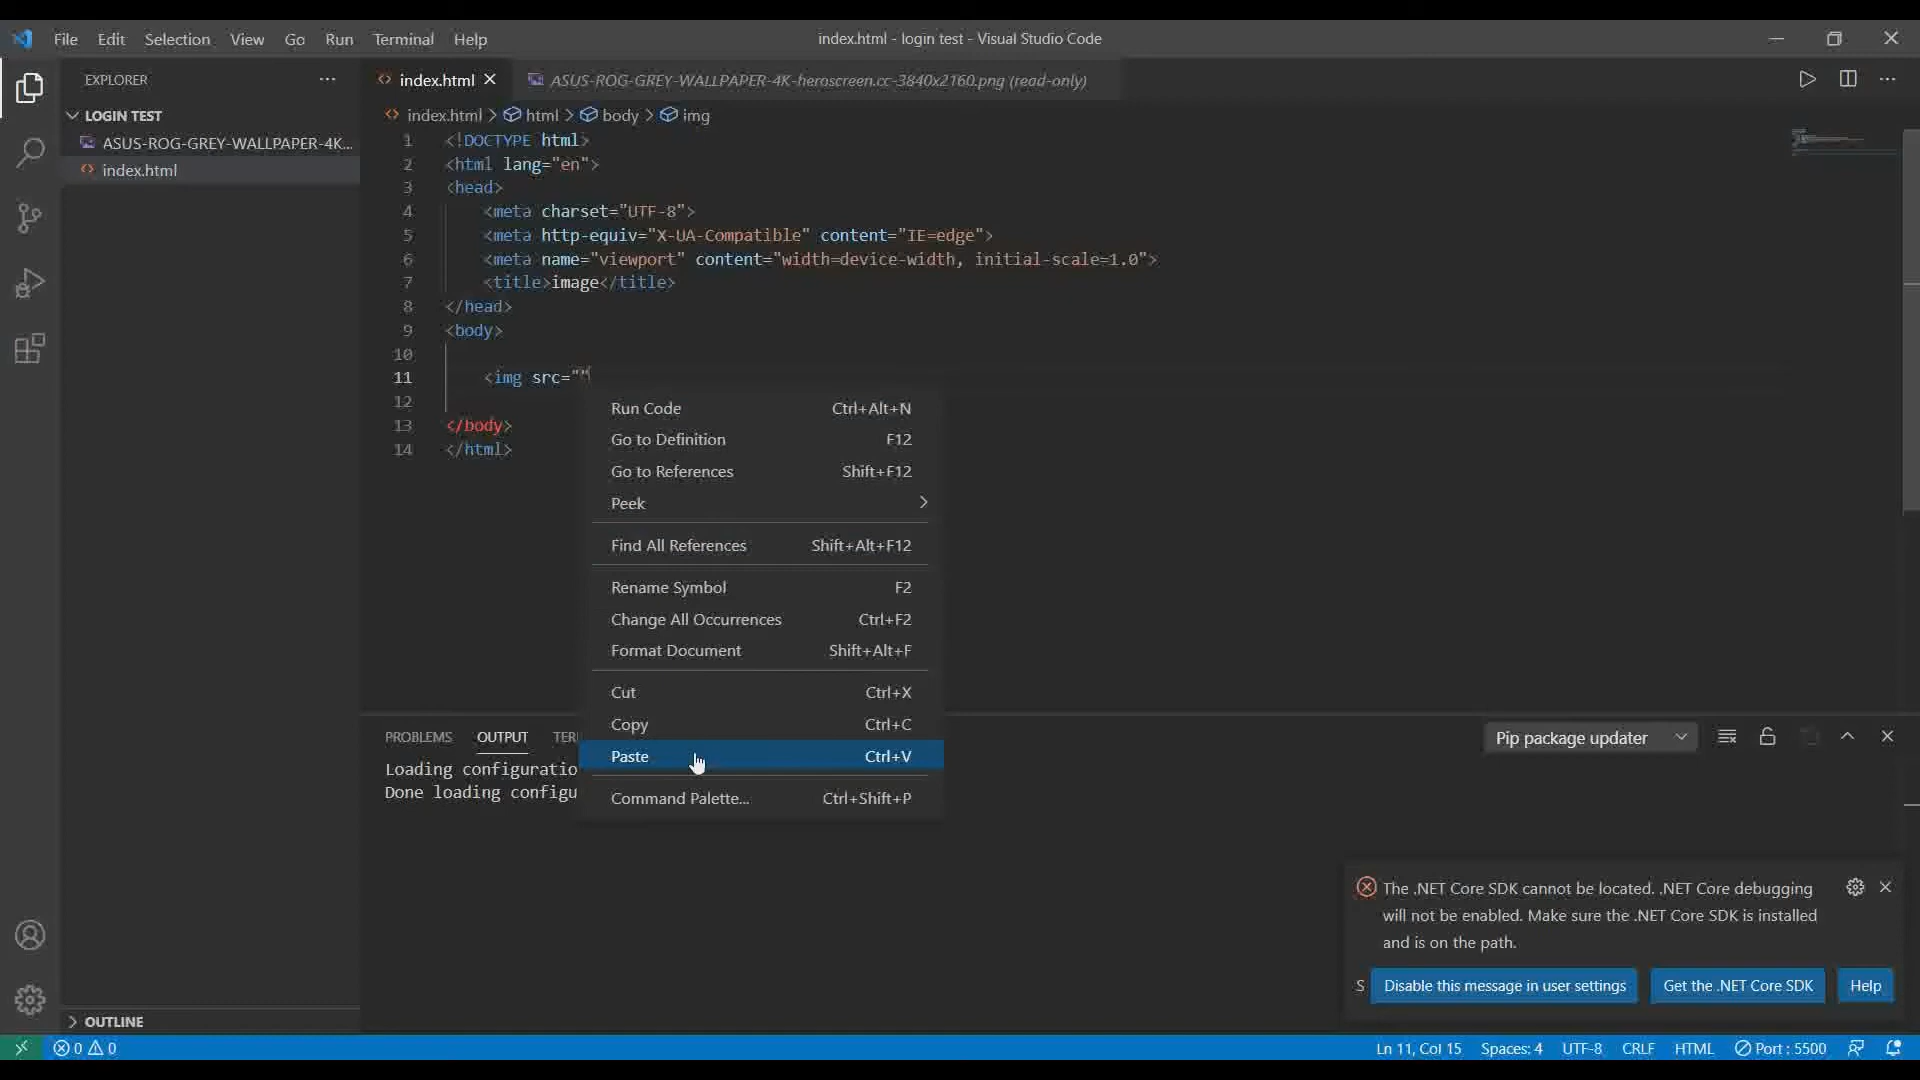 File Edit Selection View Go Run Terminal Help
index.html - login test - Visual Studio Code
EXPLORER
LOGIN TEST
ASUS-ROG-GREY-WALLPAPER-4K...
index.html
index.html
ASUS-ROG-GREY-WALLPAPER-4K-heroscreen.cc-3840x2160.png (read-only)
index.html > html > body > img
1 <!DOCTYPE html>
2 <html lang="en">
3 <head>
4 <meta charset="UTF-8">
5 <meta http-equiv="X-UA-Compatible" content="IE=edge">
6 <meta name="viewport" content="width=device-width, initial-scale=1.0">
7 <title>image</title>
8 </head>
9 <body>
10
11 <img src=""
12
13 </body>
14 </html>
Run Code Ctrl+Alt+N
Go to Definition F12
Go to References Shift+F12
Peek
Find All References Shift+Alt+F12
Rename Symbol F2
Change All Occurrences Ctrl+F2
Format Document Shift+Alt+F
Cut Ctrl+X
Copy Ctrl+C
Paste Ctrl+V
Command Palette... Ctrl+Shift+P
PROBLEMS OUTPUT TER
Pip package updater
Loading configuratio
Done loading configu
The .NET Core SDK cannot be located. .NET Core debugging
will not be enabled. Make sure the .NET Core SDK is installed
and is on the path.
S
Disable this message in user settings
Get the .NET Core SDK
Help
OUTLINE
0 0
Ln 11, Col 15 Spaces: 4 UTF-8 CRLF HTML Port : 5500